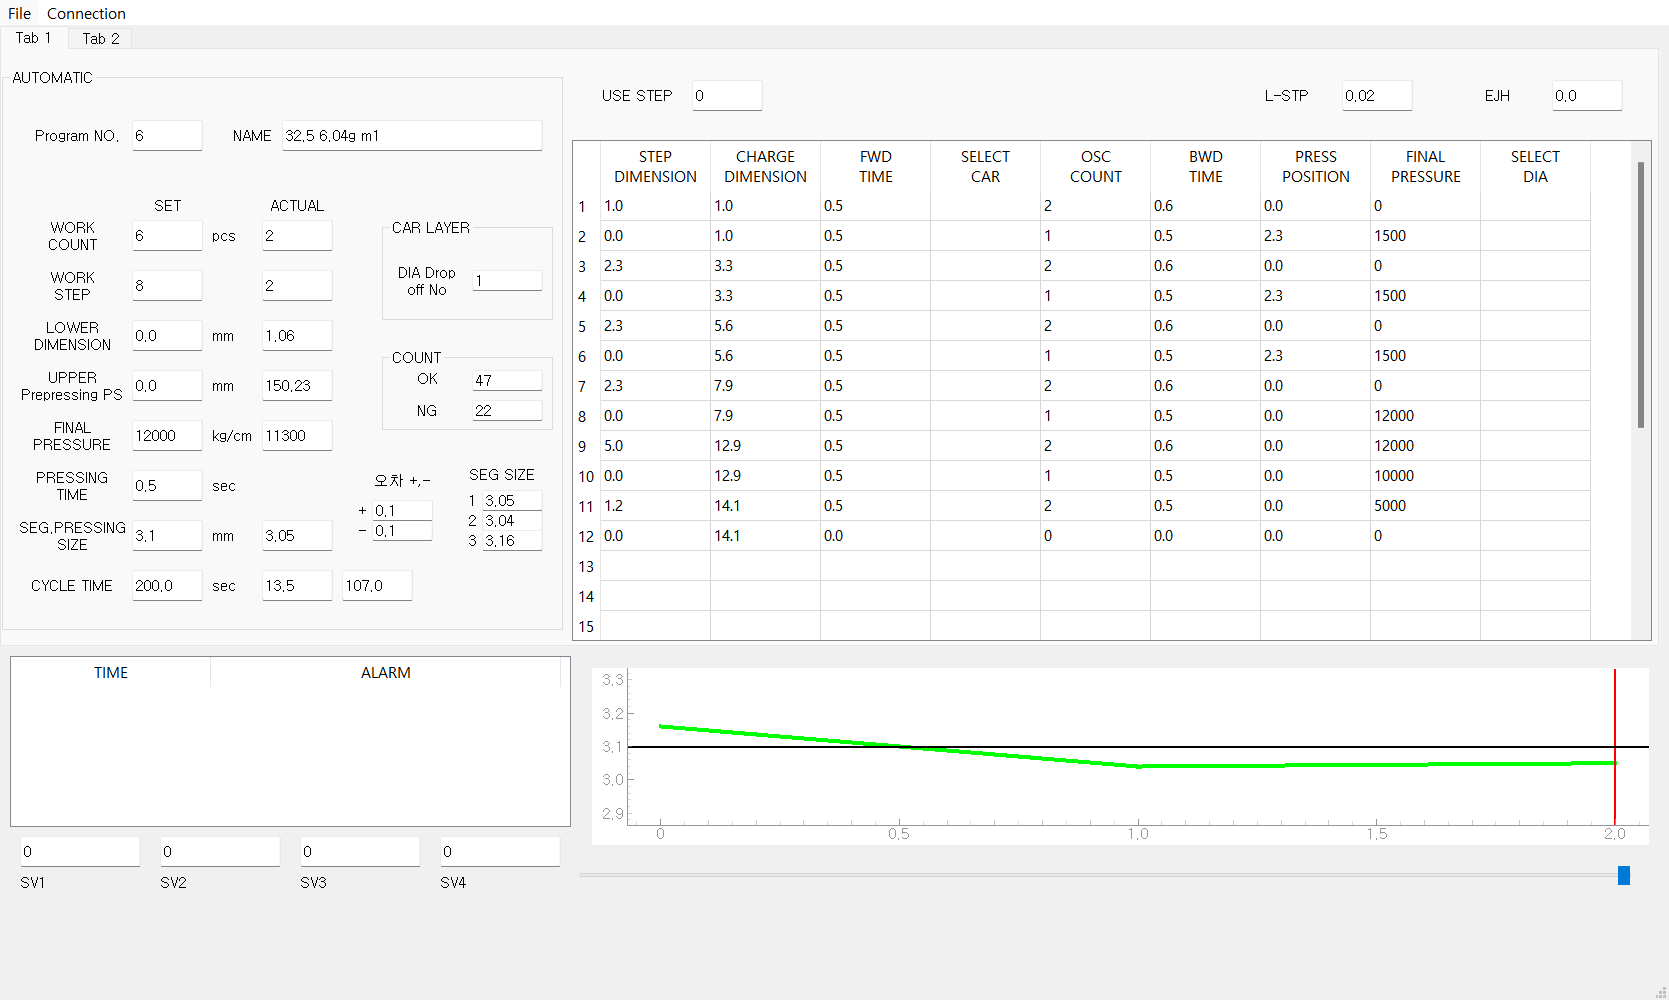 File Connection
Tab 1 Tab 2
AUTOMATIC
Program NO. 6 NAME 32.5 6.04g m1
SET ACTUAL
WORK COUNT 6 pcs 2
WORK STEP 8 2
LOWER DIMENSION 0.0 mm 1.06
UPPER Prepressing PS 0.0 mm 150.23
FINAL PRESSURE 12000 kg/cm 11300
PRESSING TIME 0.5 sec
SEG.PRESSING SIZE 3.1 mm 3.05
CYCLE TIME 200.0 sec 13.5 107.0
CAR LAYER
DIA Drop off No 1
COUNT
OK 47
NG 22
오차 +,-
+ 0.1
- 0.1
SEG SIZE
1 3.05
2 3.04
3 3.16
USE STEP 0 L-STP 0.02 EJH 0.0
STEP DIMENSION CHARGE DIMENSION FWD TIME SELECT CAR OSC COUNT BWD TIME PRESS POSITION FINAL PRESSURE SELECT DIA
1 1.0 1.0 0.5 2 0.6 0.0 0
2 0.0 1.0 0.5 1 0.5 2.3 1500
3 2.3 3.3 0.5 2 0.6 0.0 0
4 0.0 3.3 0.5 1 0.5 2.3 1500
5 2.3 5.6 0.5 2 0.6 0.0 0
6 0.0 5.6 0.5 1 0.5 2.3 1500
7 2.3 7.9 0.5 2 0.6 0.0 0
8 0.0 7.9 0.5 1 0.5 0.0 12000
9 5.0 12.9 0.5 2 0.6 0.0 12000
10 0.0 12.9 0.5 1 0.5 0.0 10000
11 1.2 14.1 0.5 2 0.5 0.0 5000
12 0.0 14.1 0.0 0 0.0 0.0 0
13
14
15
TIME ALARM
0 0 0 0
SV1 SV2 SV3 SV4
3.3
3.2
3.1
3.0
2.9
0 0.5 1.0 1.5 2.0